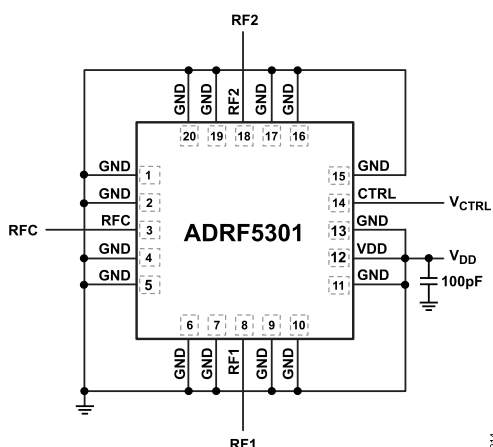 RF2
GND
GND
RF2
GND
GND
20
19
18
17
16
GND
1
15
GND
GND
2
14
CTRL
VCTRL
RFC
RFC
3
ADRF5301
13
GND
GND
4
12
VDD
VDD
GND
5
11
GND
100pF
6
7
8
9
10
GND
GND
RF1
GND
GND
RF1